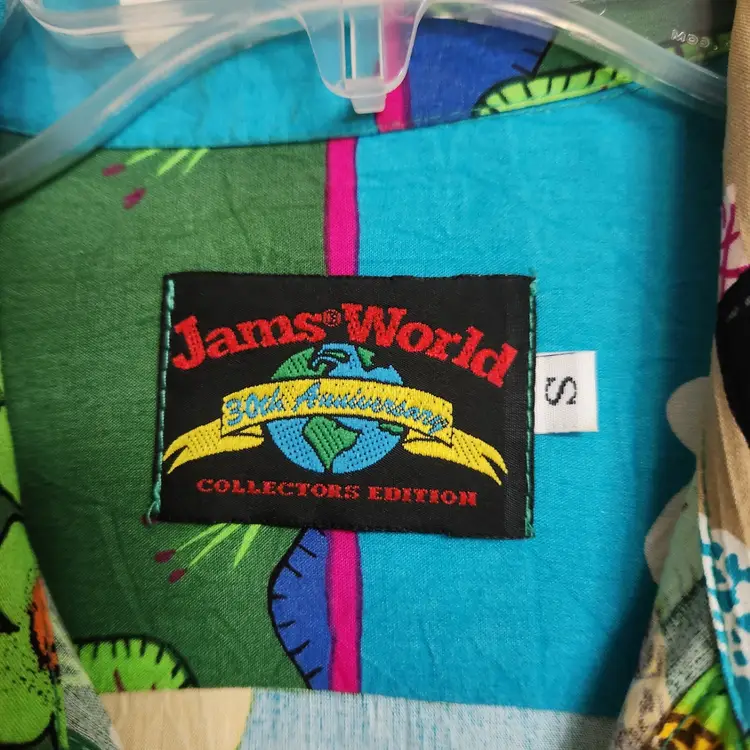 Jams®World
30th Anniversary
COLLECTORS EDITION
S